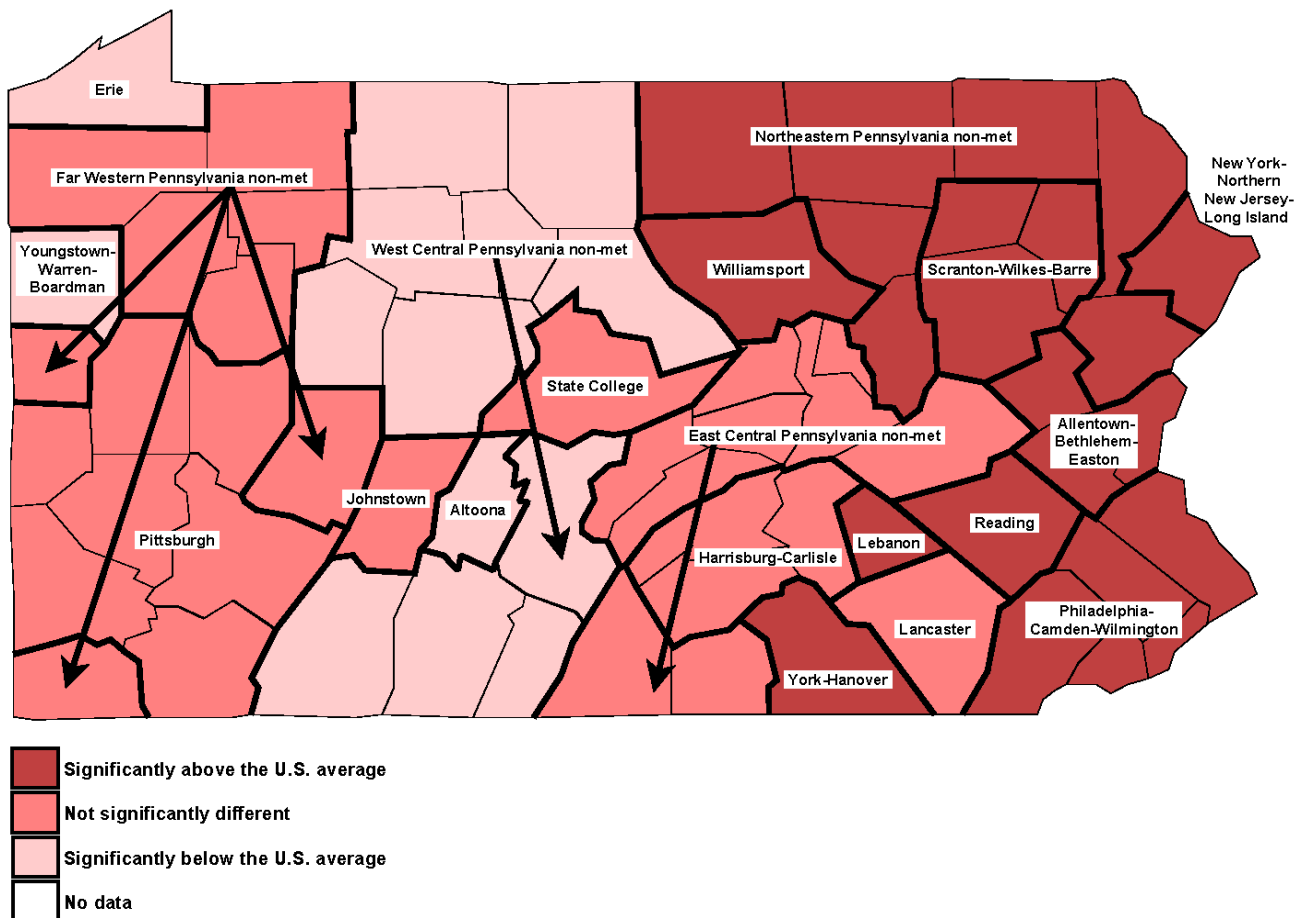 Erie
Northeastern Pennsylvania non-met
New York-
Northern
New Jersey-
Long Island
Far Western Pennsylvania non-met
Youngstown-
Warren-
Boardman
West Central Pennsylvania non-met
Williamsport
Scranton-Wilkes-Barre
State College
East Central Pennsylvania non-met
Allentown-
Bethlehem-
Easton
Johnstown
Altoona
Pittsburgh
Harrisburg-Carlisle
Lebanon
Reading
Lancaster
Philadelphia-
Camden-Wilmington
York-Hanover
Significantly above the U.S. average
Not significantly different
Significantly below the U.S. average
No data